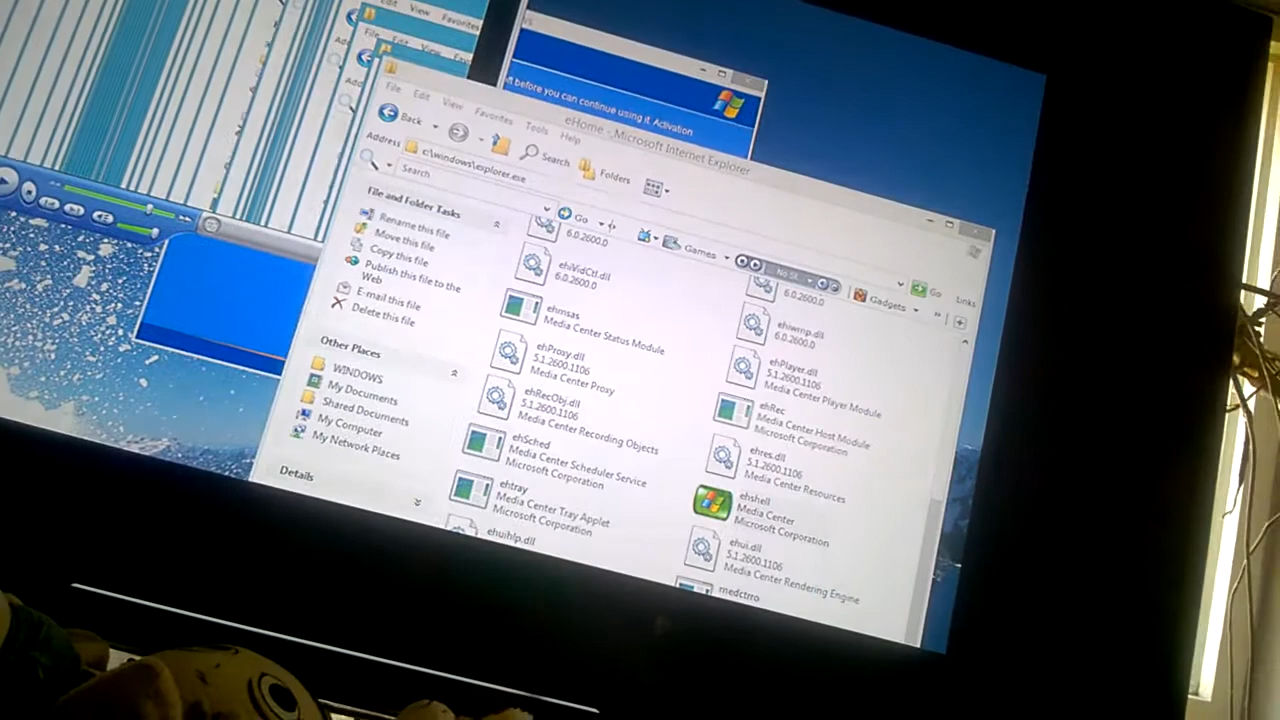 Edit View Favorites
File Edit View
before you can continue using it. Activation
eHome - Microsoft Internet Explorer
File Edit View Favorites Tools Help
Back Search Folders
Address c:\windows\explorer.exe Go
Search Go Links
Games Gadgets
File and Folder Tasks
Rename this file
Move this file
Copy this file
Publish this file to the
Web
E-mail this file
Delete this file
Other Places
WINDOWS
My Documents
Shared Documents
My Computer
My Network Places
Details
6.0.2600.0
6.0.2600.0
ehiVidCtl.dll
6.0.2600.0
ehiwmp.dll
6.0.2600.0
ehmsas
Media Center Status Module
ehPlayer.dll
5.1.2600.1106
Media Center Player Module
ehProxy.dll
5.1.2600.1106
Media Center Proxy
ehRec
Media Center Host Module
Microsoft Corporation
ehRecObj.dll
5.1.2600.1106
Media Center Recording Objects
ehres.dll
5.1.2600.1106
Media Center Resources
ehSched
Media Center Scheduler Service
Microsoft Corporation
ehshell
Media Center
Microsoft Corporation
ehtray
Media Center Tray Applet
Microsoft Corporation
ehui.dll
5.1.2600.1106
Media Center Rendering Engine
ehuihlp.dll
medctrro